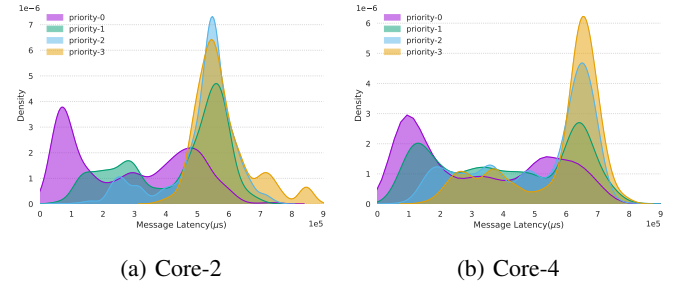 1e−6
priority-0
priority-1
priority-2
priority-3
7
6
5
4
3
2
1
0
Density
0 1 2 3 4 5 6 7 8 9
Message Latency(μs)
1e5
(a) Core-2
1e−6
priority-0
priority-1
priority-2
priority-3
6
5
4
3
2
1
0
Density
0 1 2 3 4 5 6 7 8 9
Message Latency(μs)
1e5
(b) Core-4